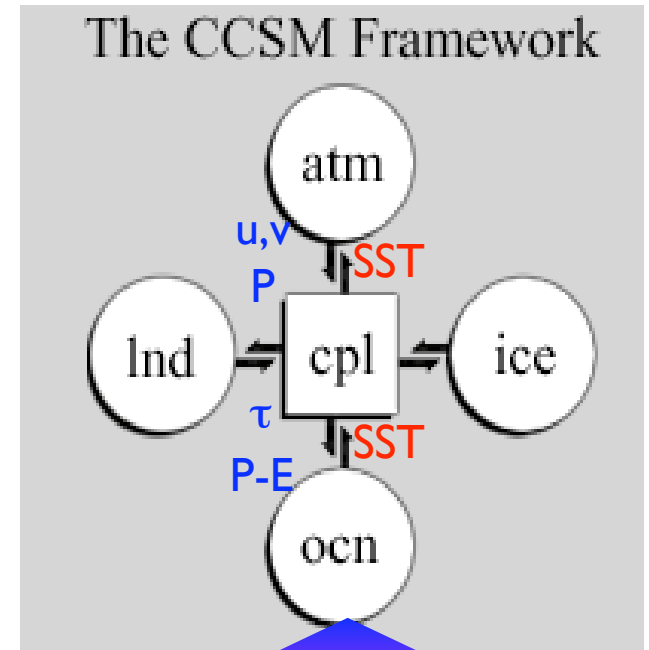 The CCSM Framework
atm
u,v
SST
P
lnd
cpl
ice
τ
SST
P-E
ocn